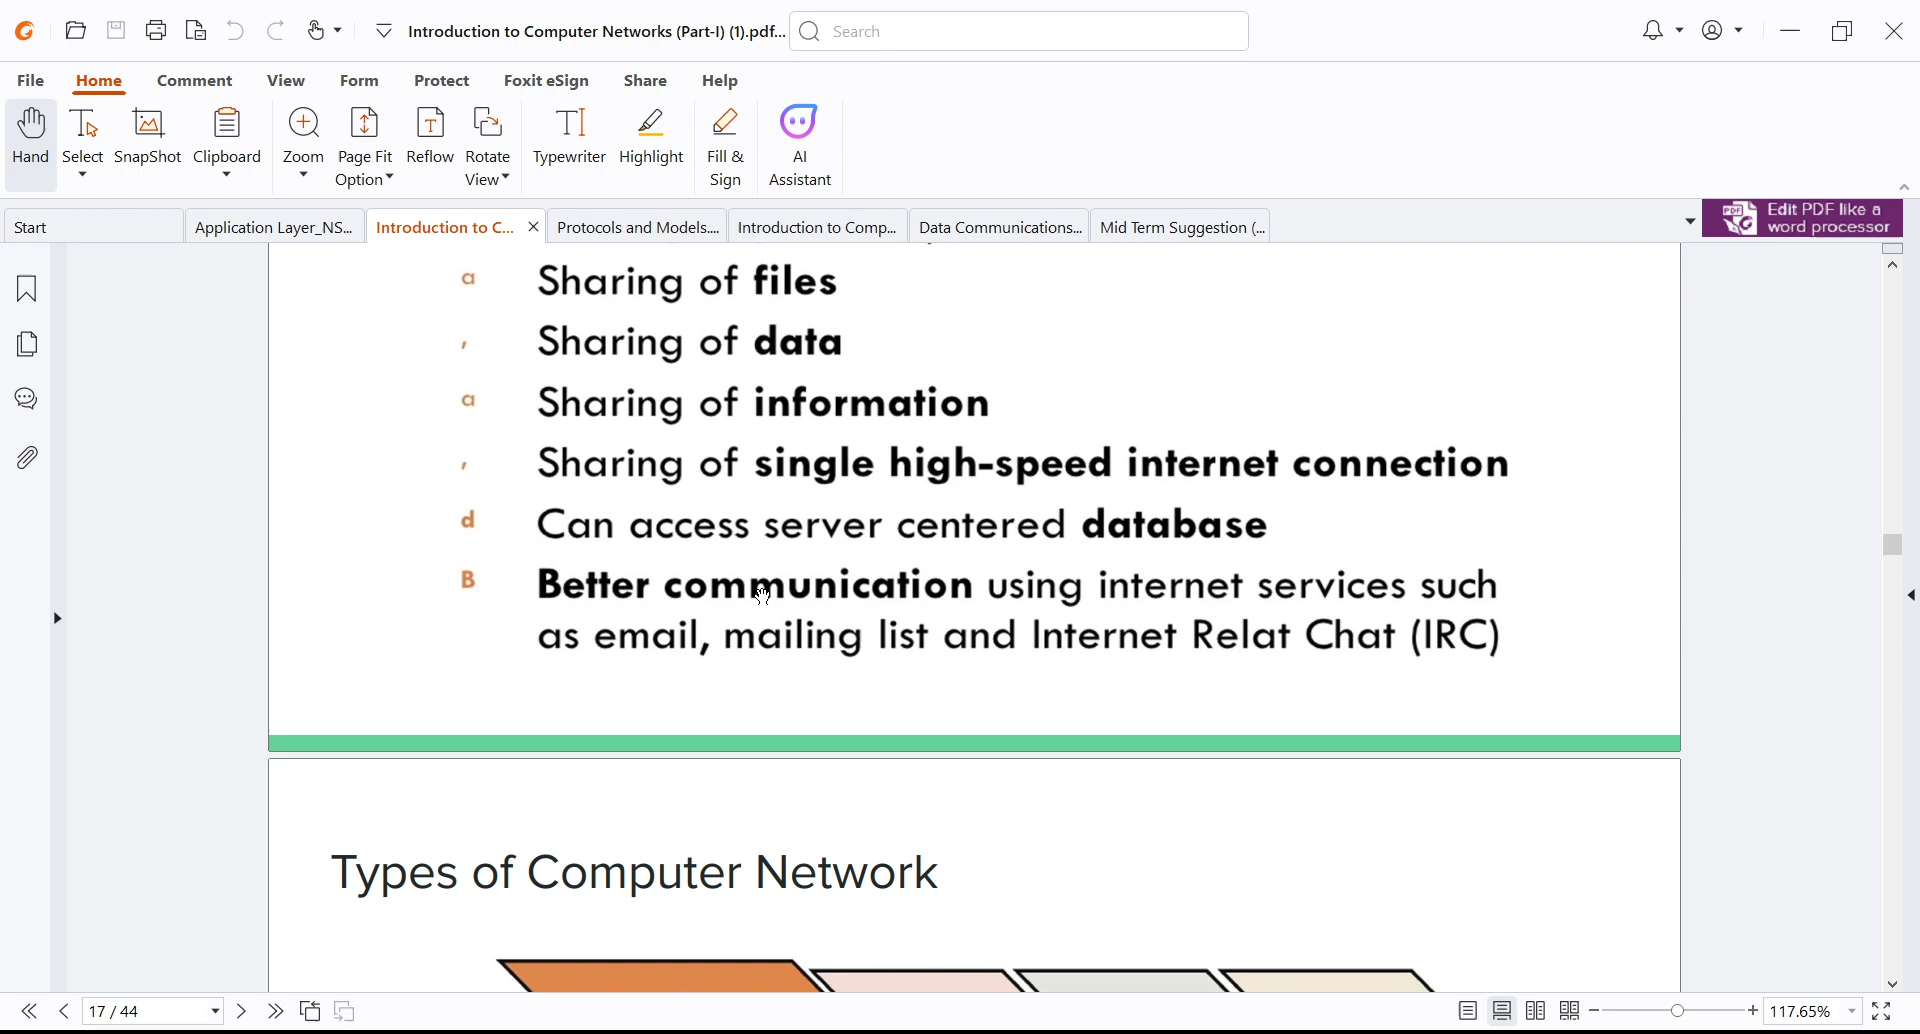 Introduction to Computer Networks (Part-I) (1).pdf...
Search
File
Home
Comment
View
Form
Protect
Foxit eSign
Share
Help
Hand
Select
SnapShot
Clipboard
Zoom
Page Fit
Option
Reflow
Rotate
View
Typewriter
Highlight
Fill &
Sign
AI
Assistant
Start
Application Layer_NS...
Introduction to C...
Protocols and Models....
Introduction to Comp...
Data Communications...
Mid Term Suggestion (...
PDF
Edit PDF like a
word processor
a Sharing of files
, Sharing of data
a Sharing of information
, Sharing of single high-speed internet connection
d Can access server centered database
B Better communication using internet services such
as email, mailing list and Internet Relat Chat (IRC)
Types of Computer Network
17 / 44
117.65%